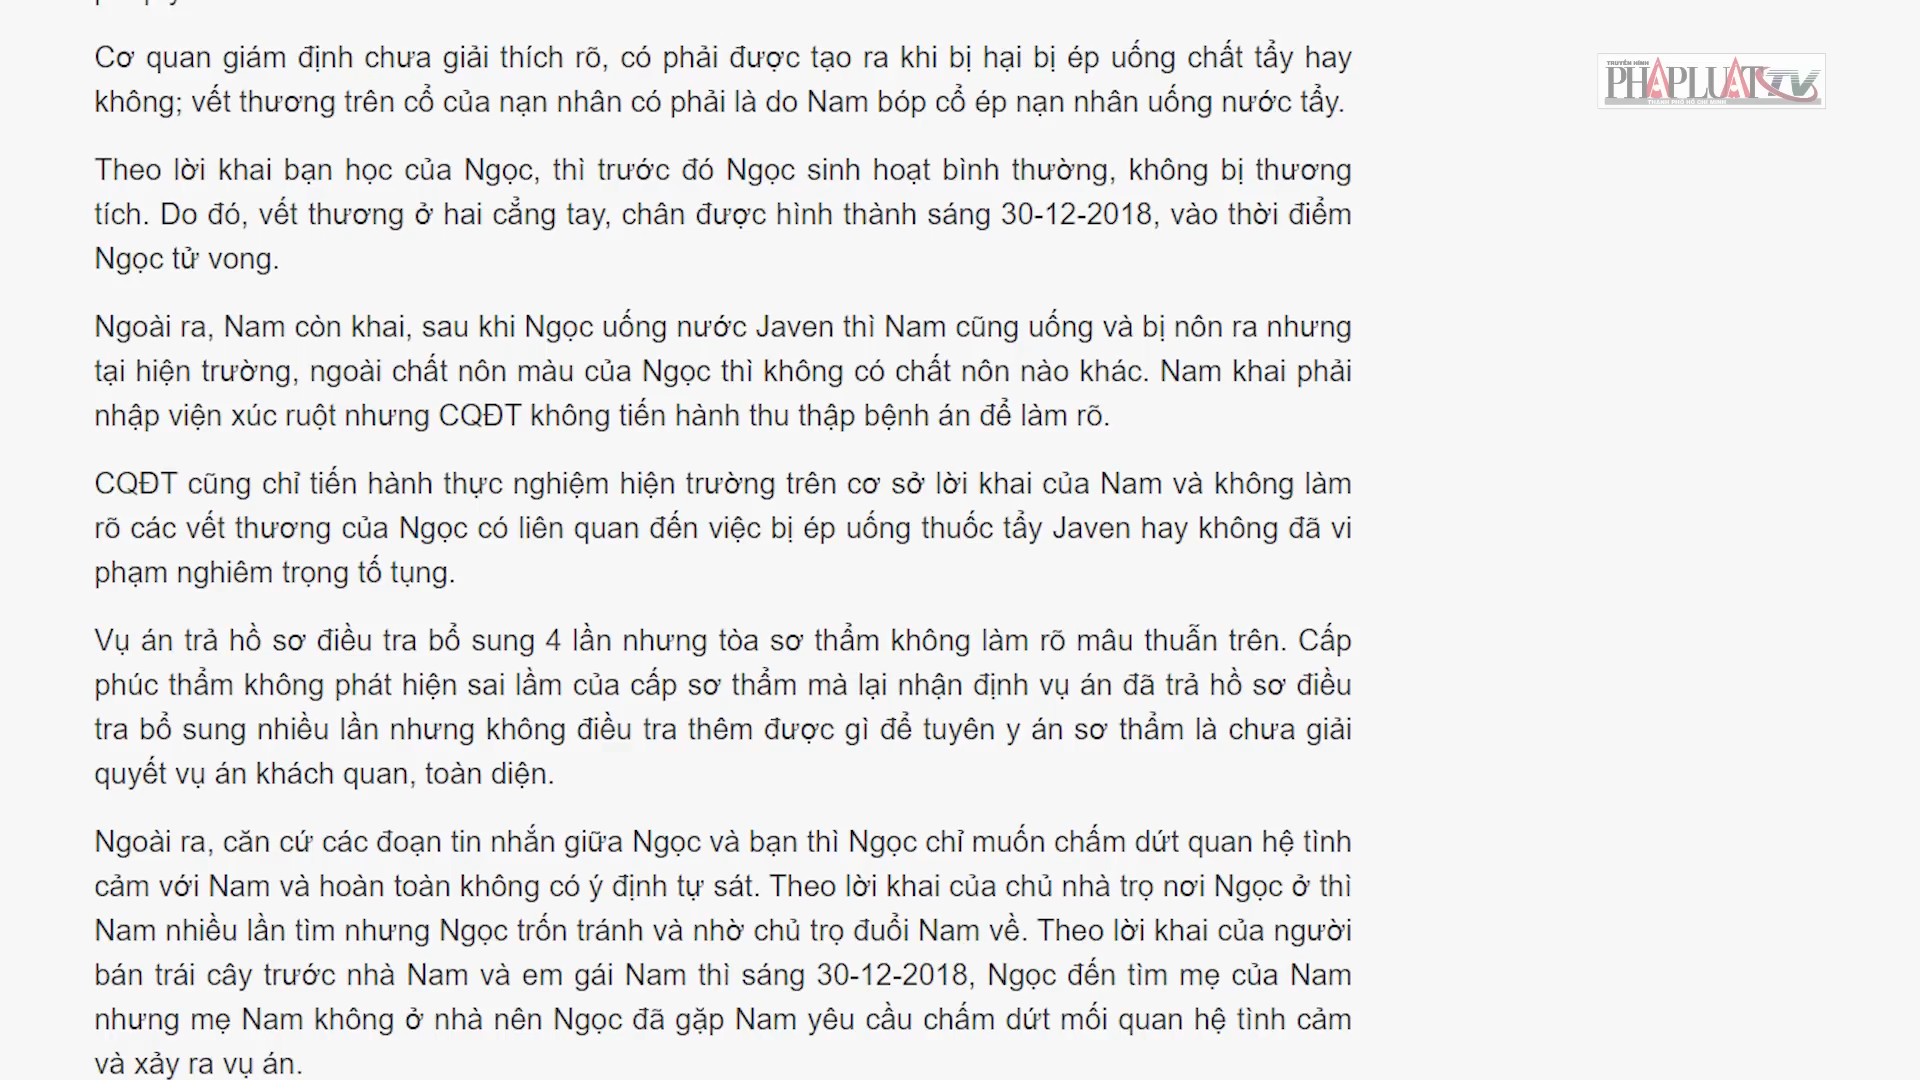 Cơ quan giám định chưa giải thích rõ, có phải được tạo ra khi bị hại bị ép uống chất tẩy hay
không; vết thương trên cổ của nạn nhân có phải là do Nam bóp cổ ép nạn nhân uống nước tẩy.
Theo lời khai bạn học của Ngọc, thì trước đó Ngọc sinh hoạt bình thường, không bị thương
tích. Do đó, vết thương ở hai cẳng tay, chân được hình thành sáng 30-12-2018, vào thời điểm
Ngọc tử vong.
Ngoài ra, Nam còn khai, sau khi Ngọc uống nước Javen thì Nam cũng uống và bị nôn ra nhưng
tại hiện trường, ngoài chất nôn màu của Ngọc thì không có chất nôn nào khác. Nam khai phải
nhập viện xúc ruột nhưng CQĐT không tiến hành thu thập bệnh án để làm rõ.
CQĐT cũng chỉ tiến hành thực nghiệm hiện trường trên cơ sở lời khai của Nam và không làm
rõ các vết thương của Ngọc có liên quan đến việc bị ép uống thuốc tẩy Javen hay không đã vi
phạm nghiêm trọng tố tụng.
Vụ án trả hồ sơ điều tra bổ sung 4 lần nhưng tòa sơ thẩm không làm rõ mâu thuẫn trên. Cấp
phúc thẩm không phát hiện sai lầm của cấp sơ thẩm mà lại nhận định vụ án đã trả hồ sơ điều
tra bổ sung nhiều lần nhưng không điều tra thêm được gì để tuyên y án sơ thẩm là chưa giải
quyết vụ án khách quan, toàn diện.
Ngoài ra, căn cứ các đoạn tin nhắn giữa Ngọc và bạn thì Ngọc chỉ muốn chấm dứt quan hệ tình
cảm với Nam và hoàn toàn không có ý định tự sát. Theo lời khai của chủ nhà trọ nơi Ngọc ở thì
Nam nhiều lần tìm nhưng Ngọc trốn tránh và nhờ chủ trọ đuổi Nam về. Theo lời khai của người
bán trái cây trước nhà Nam và em gái Nam thì sáng 30-12-2018, Ngọc đến tìm mẹ của Nam
nhưng mẹ Nam không ở nhà nên Ngọc đã gặp Nam yêu cầu chấm dứt mối quan hệ tình cảm
và xảy ra vụ án.
TRUYỀN HÌNH
PHÁP LUẬT TV
THÀNH PHỐ HỒ CHÍ MINH